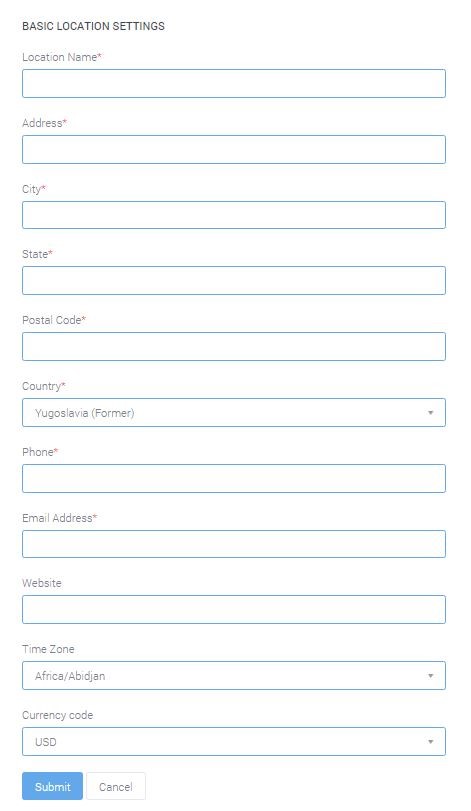 BASIC LOCATION SETTINGS
Location Name*
Address*
City*
State*
Postal Code*
Country*
Yugoslavia (Former)
Phone*
Email Address*
Website
Time Zone
Africa/Abidjan
Currency code
USD
Submit Cancel